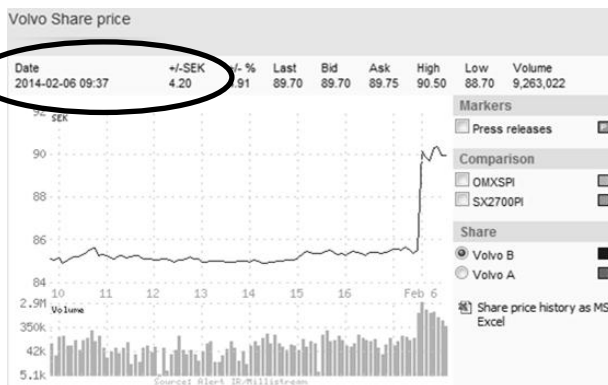 Volvo Share price
Date +/-SEK +/- % Last Bid Ask High Low Volume
2014-02-06 09:37 4.20 .91 89.70 89.70 89.75 90.50 88.70 9,263,022
92 SEK
90
88
86
84
10 11 12 13 14 15 16 Feb 6
2.9M Volume
350k
42k
5.1k
Source: Alert IR/Millistream
Markers
Press releases
Comparison
OMXSPI
SX2700PI
Share
Volvo B
Volvo A
Share price history as MS
Excel